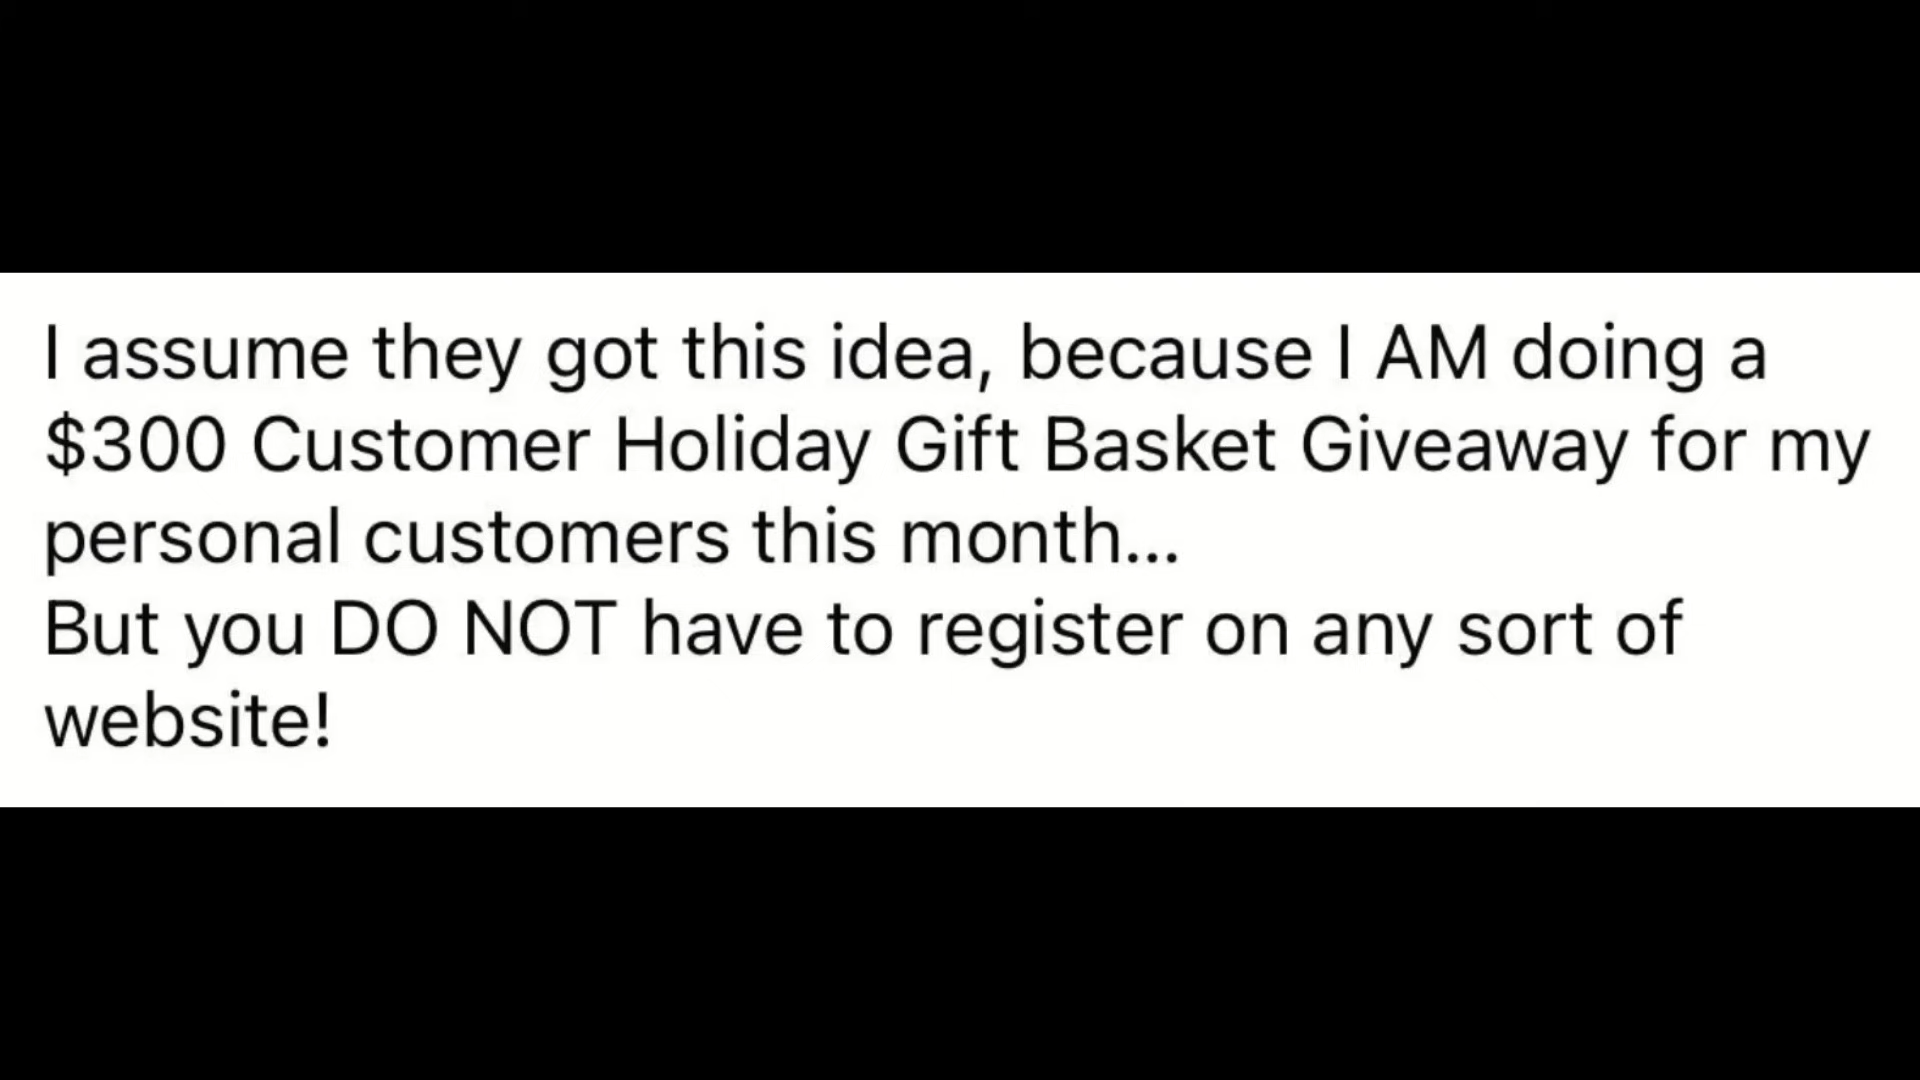 I assume they got this idea, because I AM doing a
$300 Customer Holiday Gift Basket Giveaway for my
personal customers this month...
But you DO NOT have to register on any sort of
website!